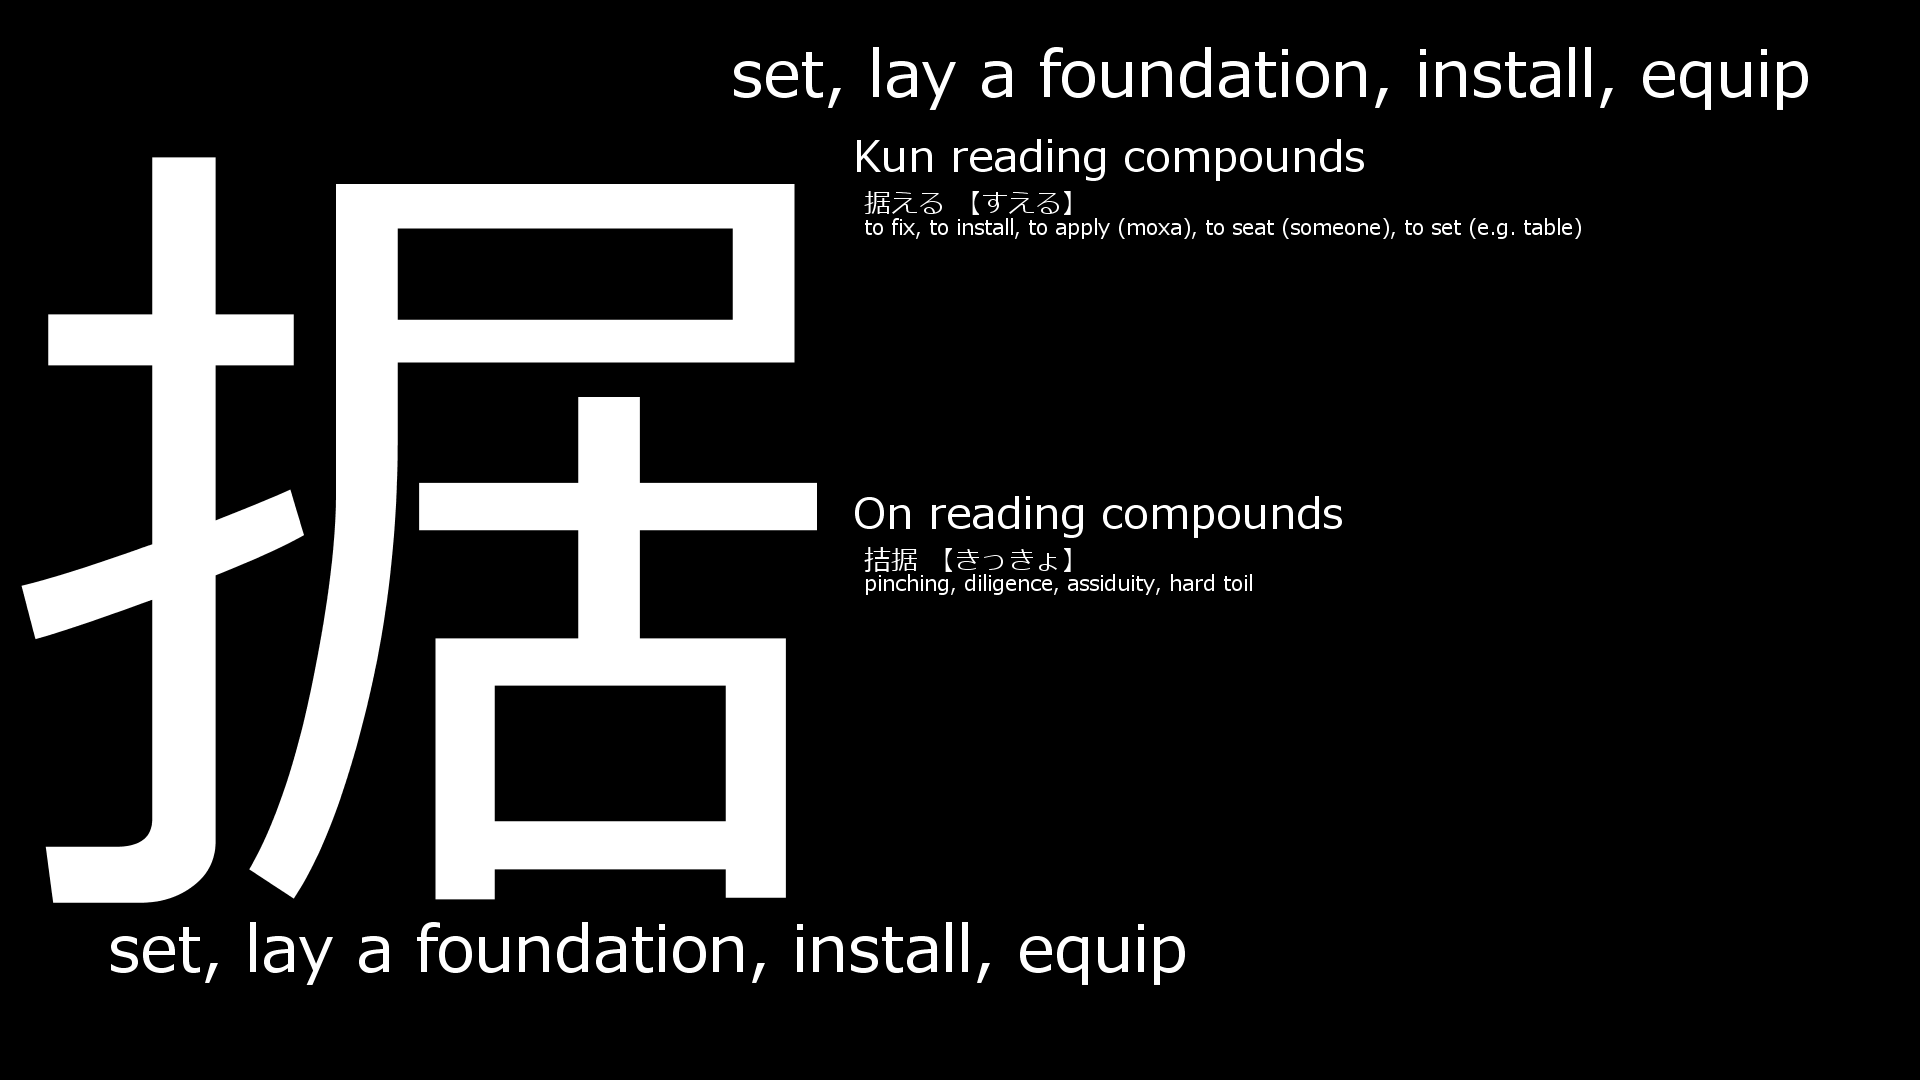 set, lay a foundation, install, equip
据
Kun reading compounds
据える 【すえる】
to fix, to install, to apply (moxa), to seat (someone), to set (e.g. table)
On reading compounds
拮据 【きっきょ】
pinching, diligence, assiduity, hard toil
set, lay a foundation, install, equip